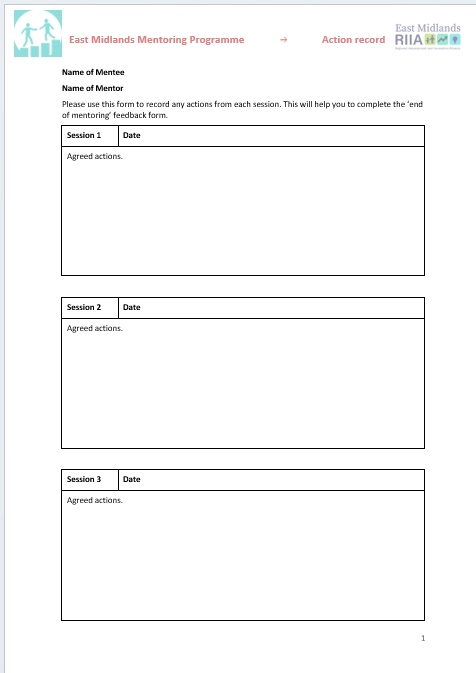 East Midlands Mentoring Programme → Action record
East Midlands
RIIA
Name of Mentee
Name of Mentor
Please use this form to record any actions from each session. This will help you to complete the ‘end
of mentoring’ feedback form.
Session 1 Date
Agreed actions.
Session 2 Date
Agreed actions.
Session 3 Date
Agreed actions.
1